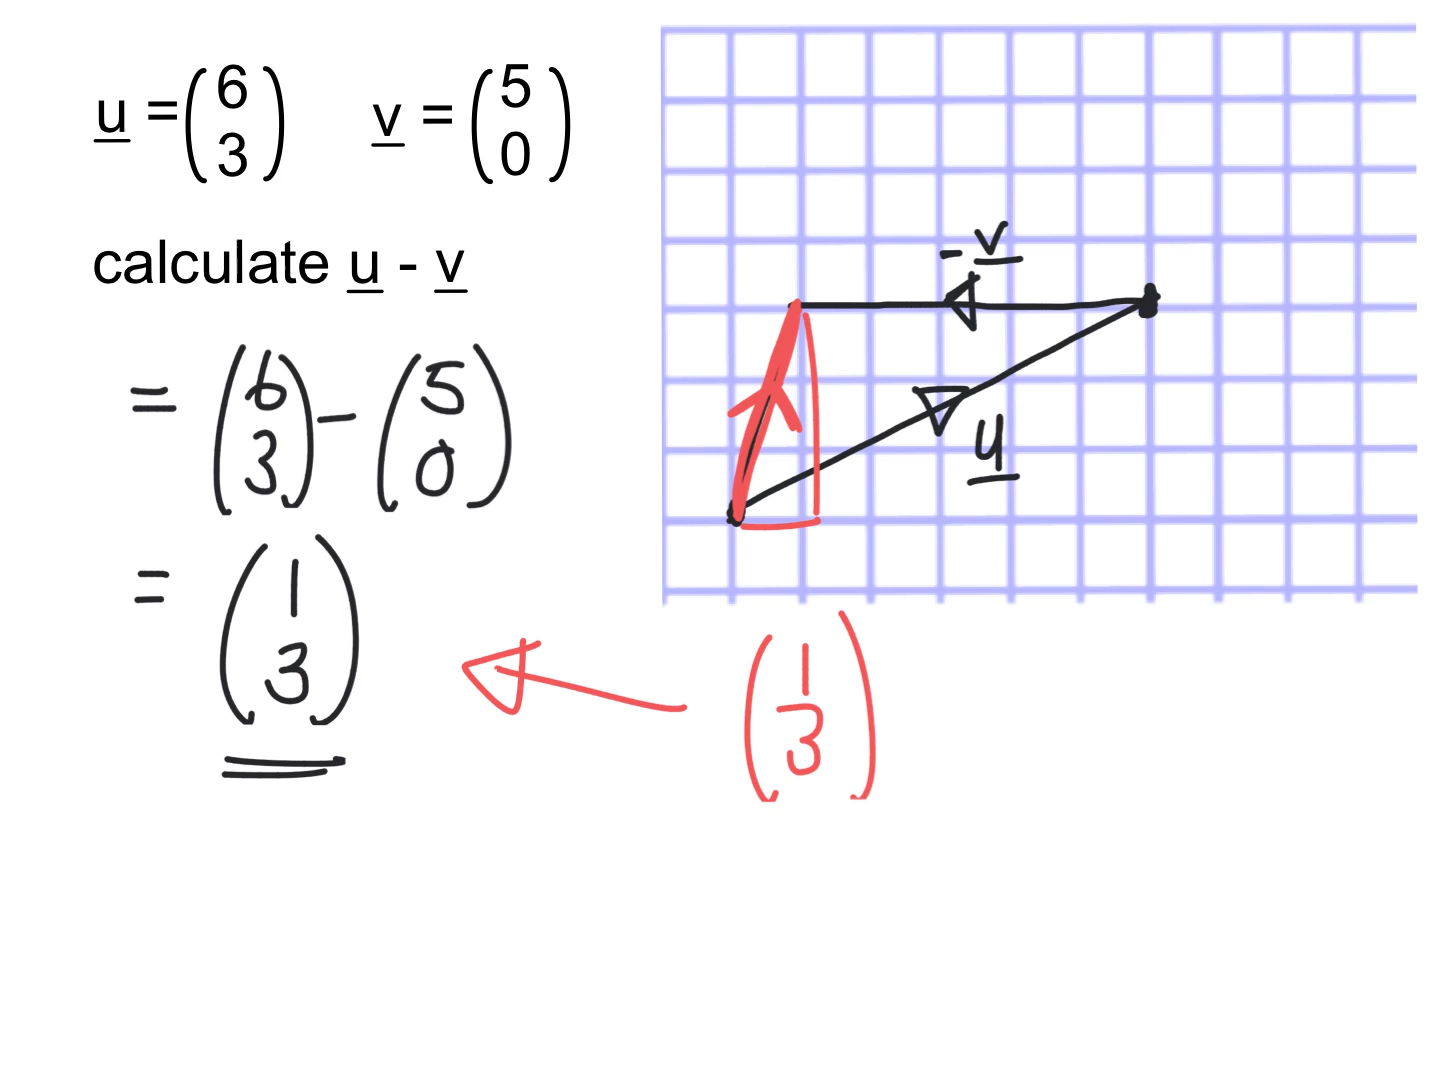 u = (6 3) v = (5 0)
calculate u - v
= (6 3) - (5 0)
= (1 3)
-v
u
(1 3)